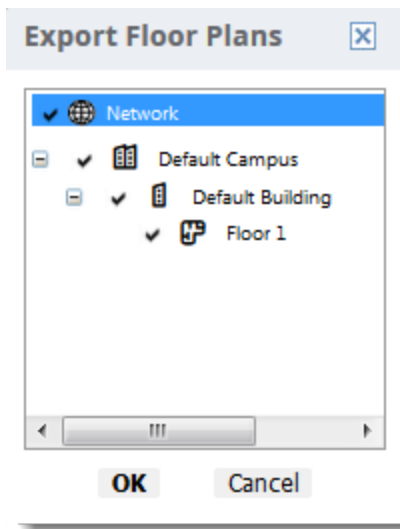 Export Floor Plans
Network
Default Campus
Default Building
Floor 1
OK Cancel